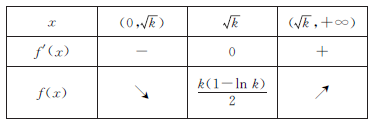 x (0,√k) √k (√k,+∞)
f′(x) − 0 +
f(x) ↘ k(1−ln k)/2 ↗